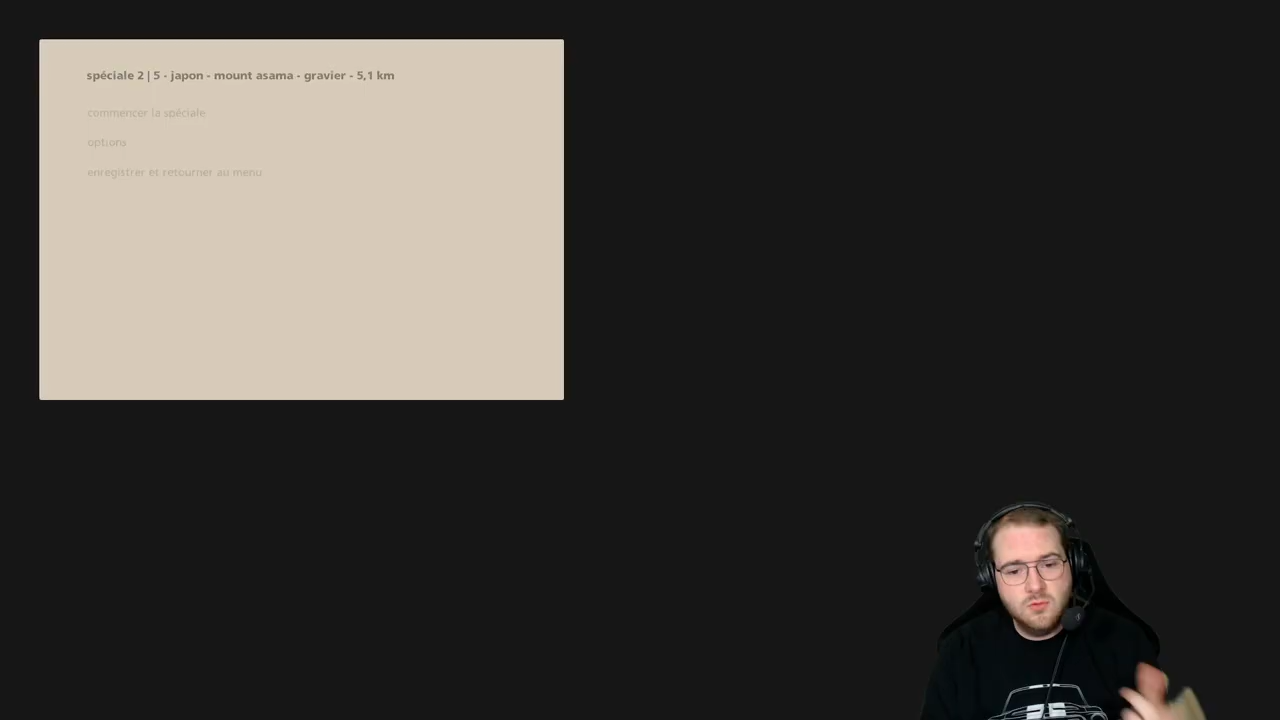 spéciale 2 | 5 - japon - mount asama - gravier - 5,1 km
commencer la spéciale
options
enregistrer et retourner au menu